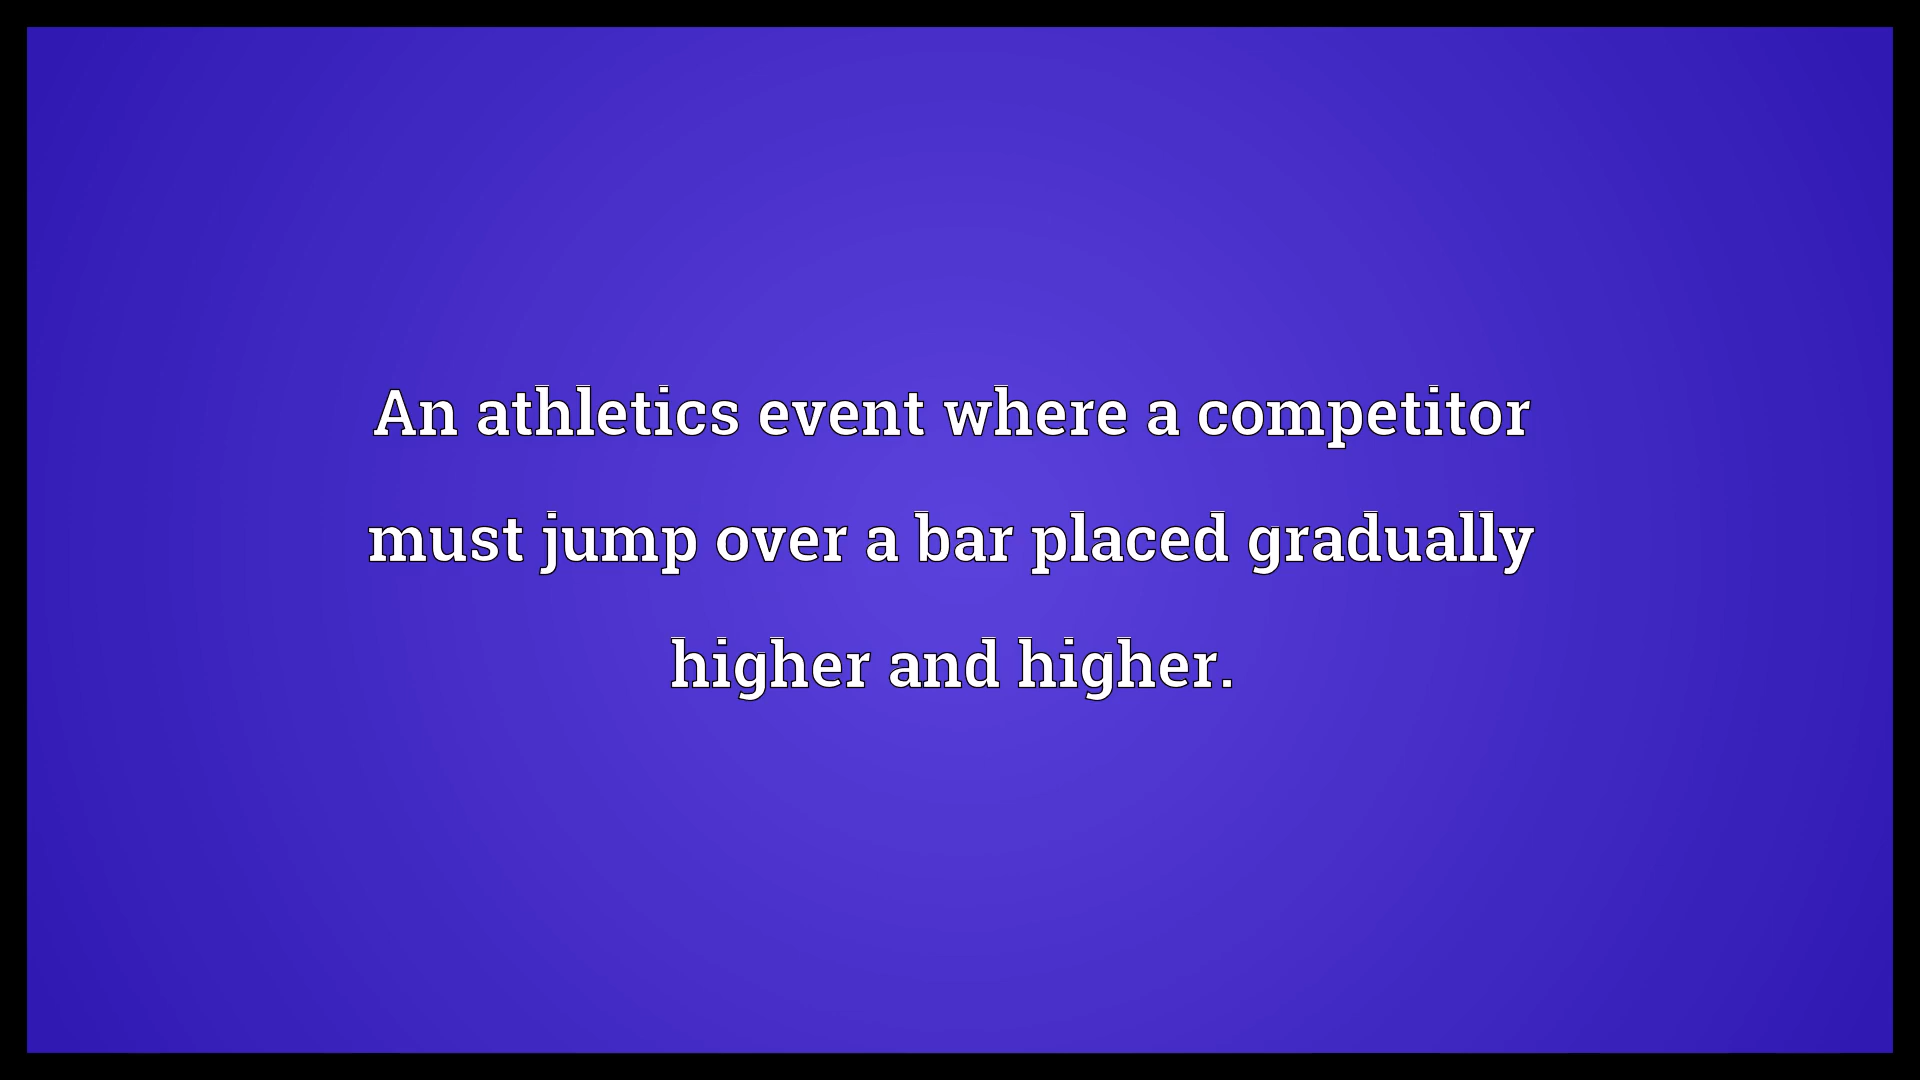 An athletics event where a competitor
must jump over a bar placed gradually
higher and higher.